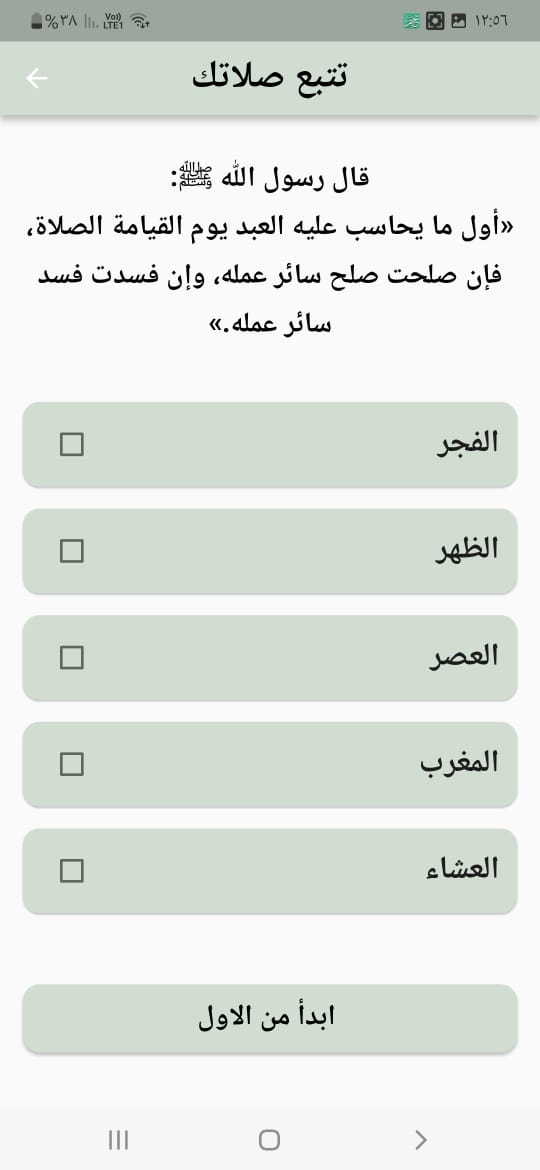 ١٢:٥٦
%٣٨
Vo))
LTE1
تتبع صلاتك
قال رسول الله ﷺ:
«أول ما يحاسب عليه العبد يوم القيامة الصلاة،
فإن صلحت صلح سائر عمله، وإن فسدت فسد
سائر عمله.»
الفجر
الظهر
العصر
المغرب
العشاء
ابدأ من الاول